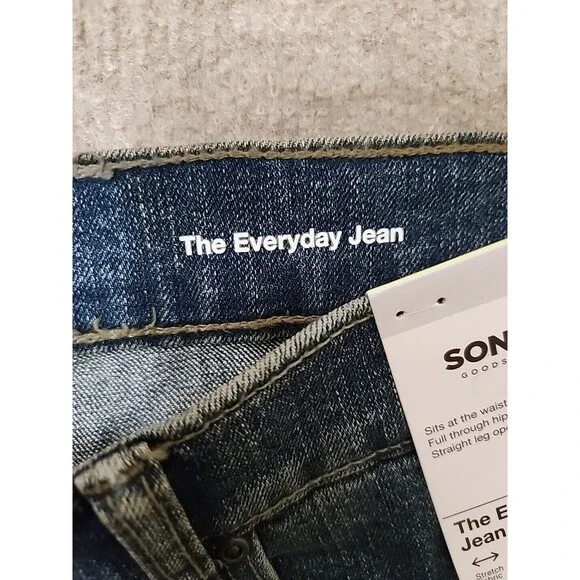 The Everyday Jean
SON
GOODS
Sits at the waist
Full through hip
Straight leg ope
The E
Jean
Stretch